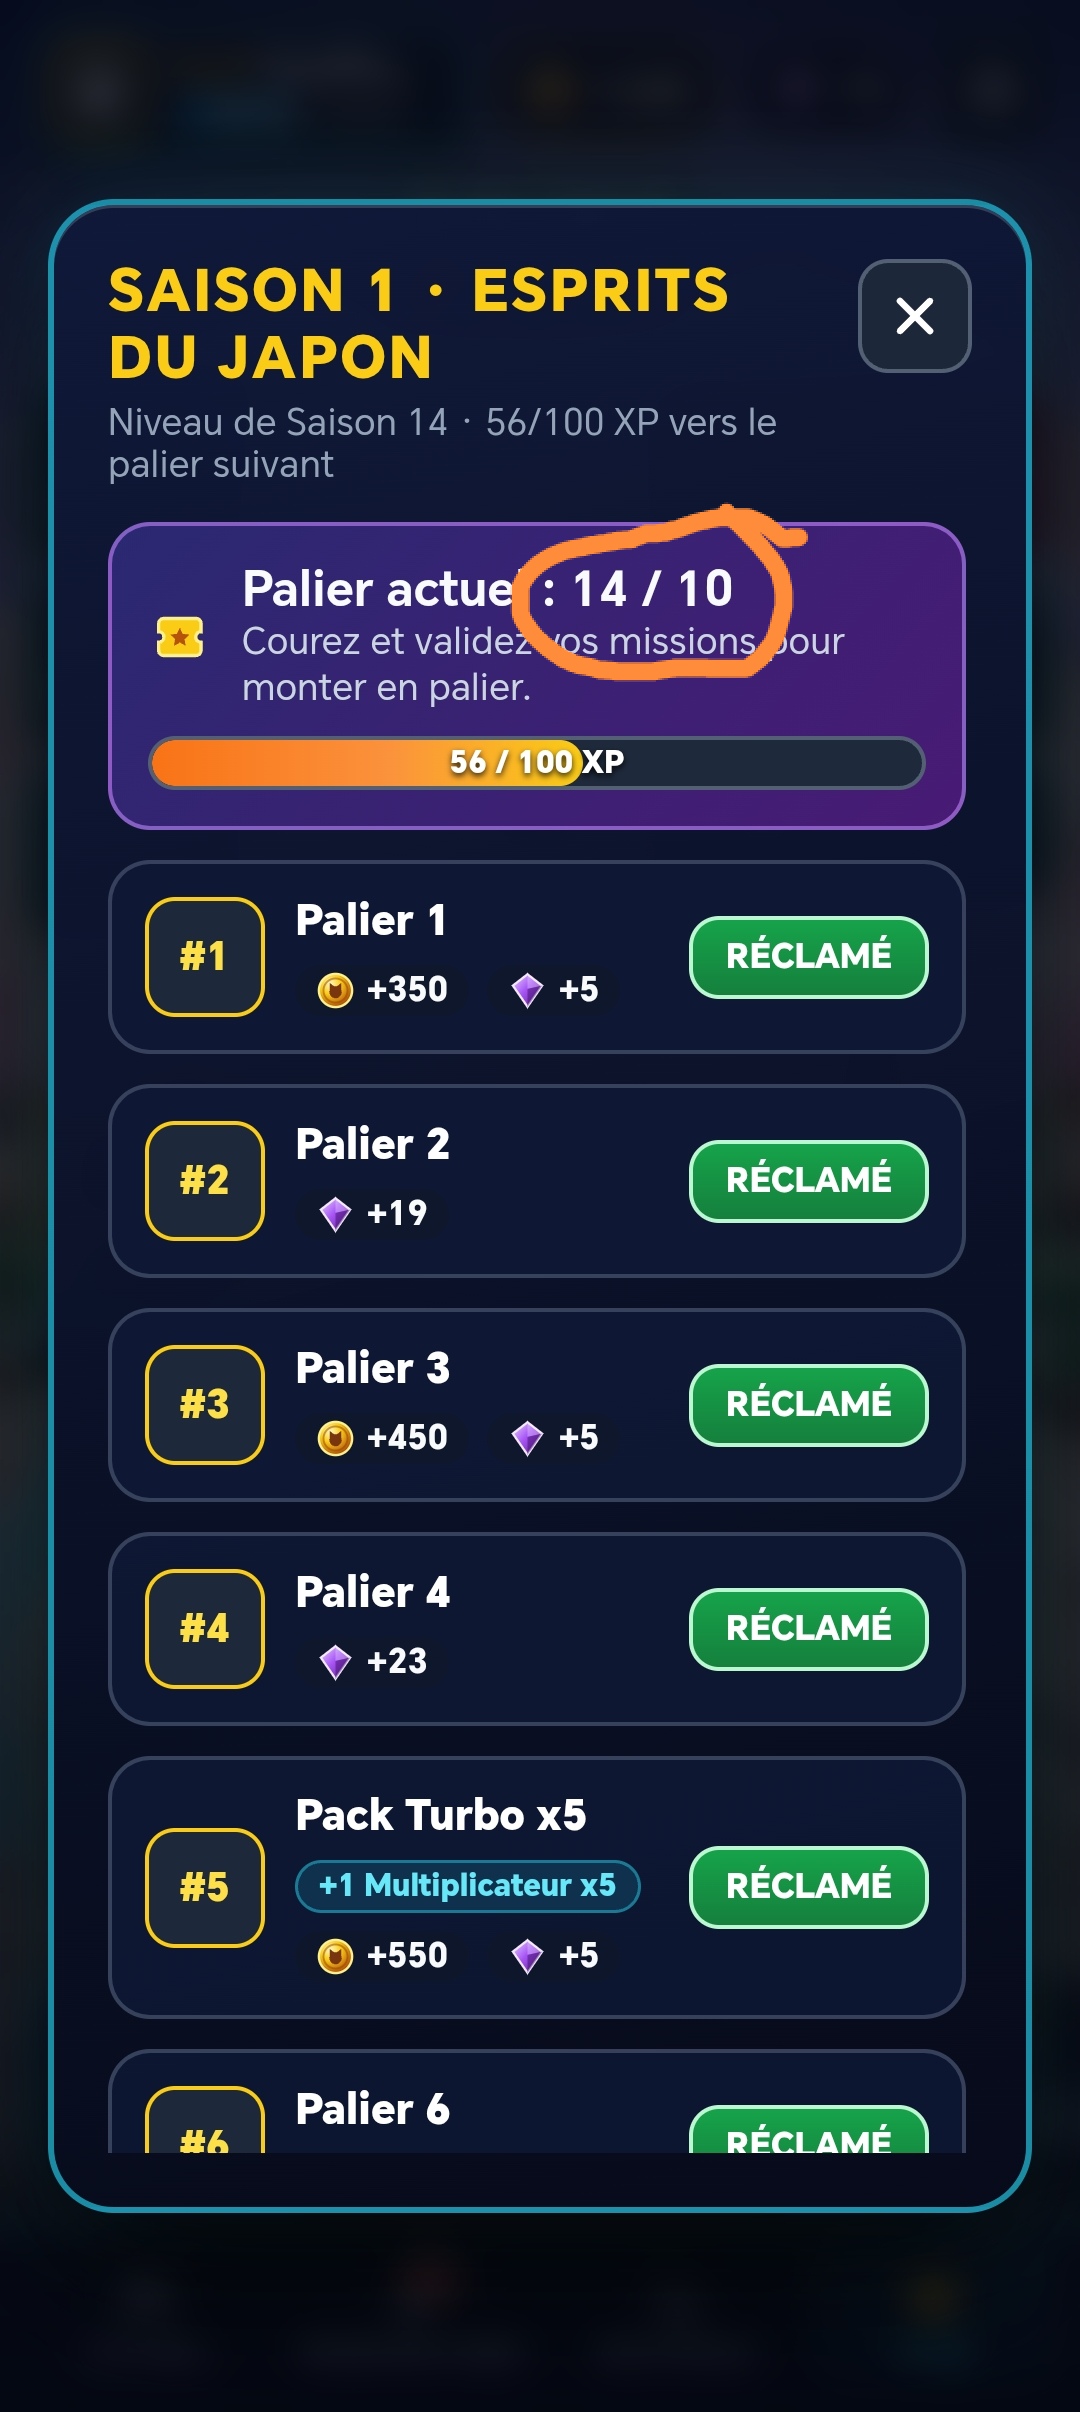 SAISON 1 · ESPRITS
DU JAPON
Niveau de Saison 14 · 56/100 XP vers le
palier suivant
Palier actuel : 14 / 10
Courez et validez vos missions pour
monter en palier.
56 / 100 XP
#1
Palier 1
+350 +5
RÉCLAMÉ
#2
Palier 2
+19
RÉCLAMÉ
#3
Palier 3
+450 +5
RÉCLAMÉ
#4
Palier 4
+23
RÉCLAMÉ
#5
Pack Turbo x5
+1 Multiplicateur x5
+550 +5
RÉCLAMÉ
#6
Palier 6
RÉCLAMÉ